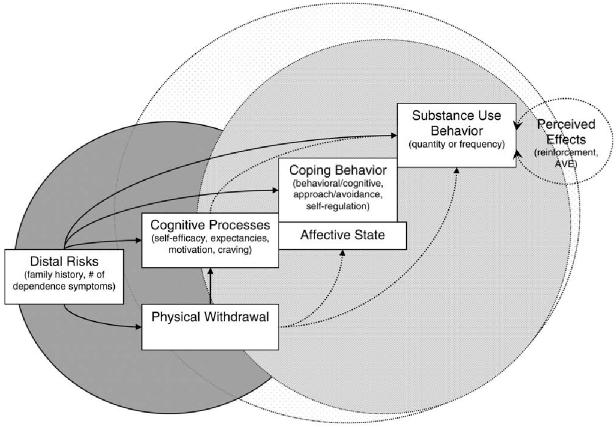 Substance Use
Behavior
(quantity or frequency)
Perceived
Effects
(reinforcement,
AVE)
Coping Behavior
(behavioral/cognitive,
approach/avoidance,
self-regulation)
Cognitive Processes
(self-efficacy, expectancies,
motivation, craving)
Affective State
Distal Risks
(family history, # of
dependence symptoms)
Physical Withdrawal